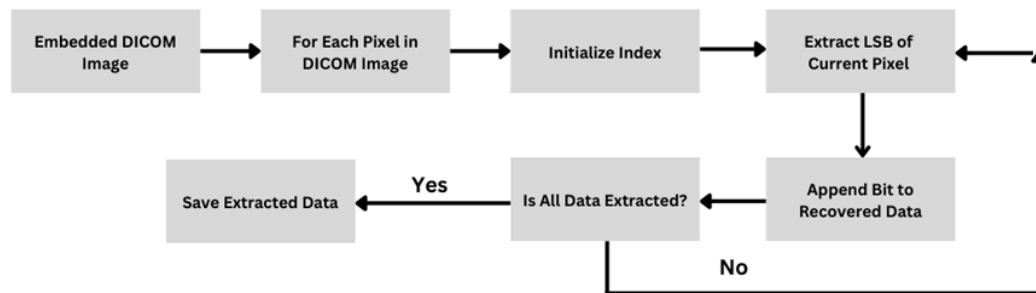 Embedded DICOM
Image
For Each Pixel in
DICOM Image
Initialize Index
Extract LSB of
Current Pixel
Append Bit to
Recovered Data
Is All Data Extracted?
Yes
Save Extracted Data
No